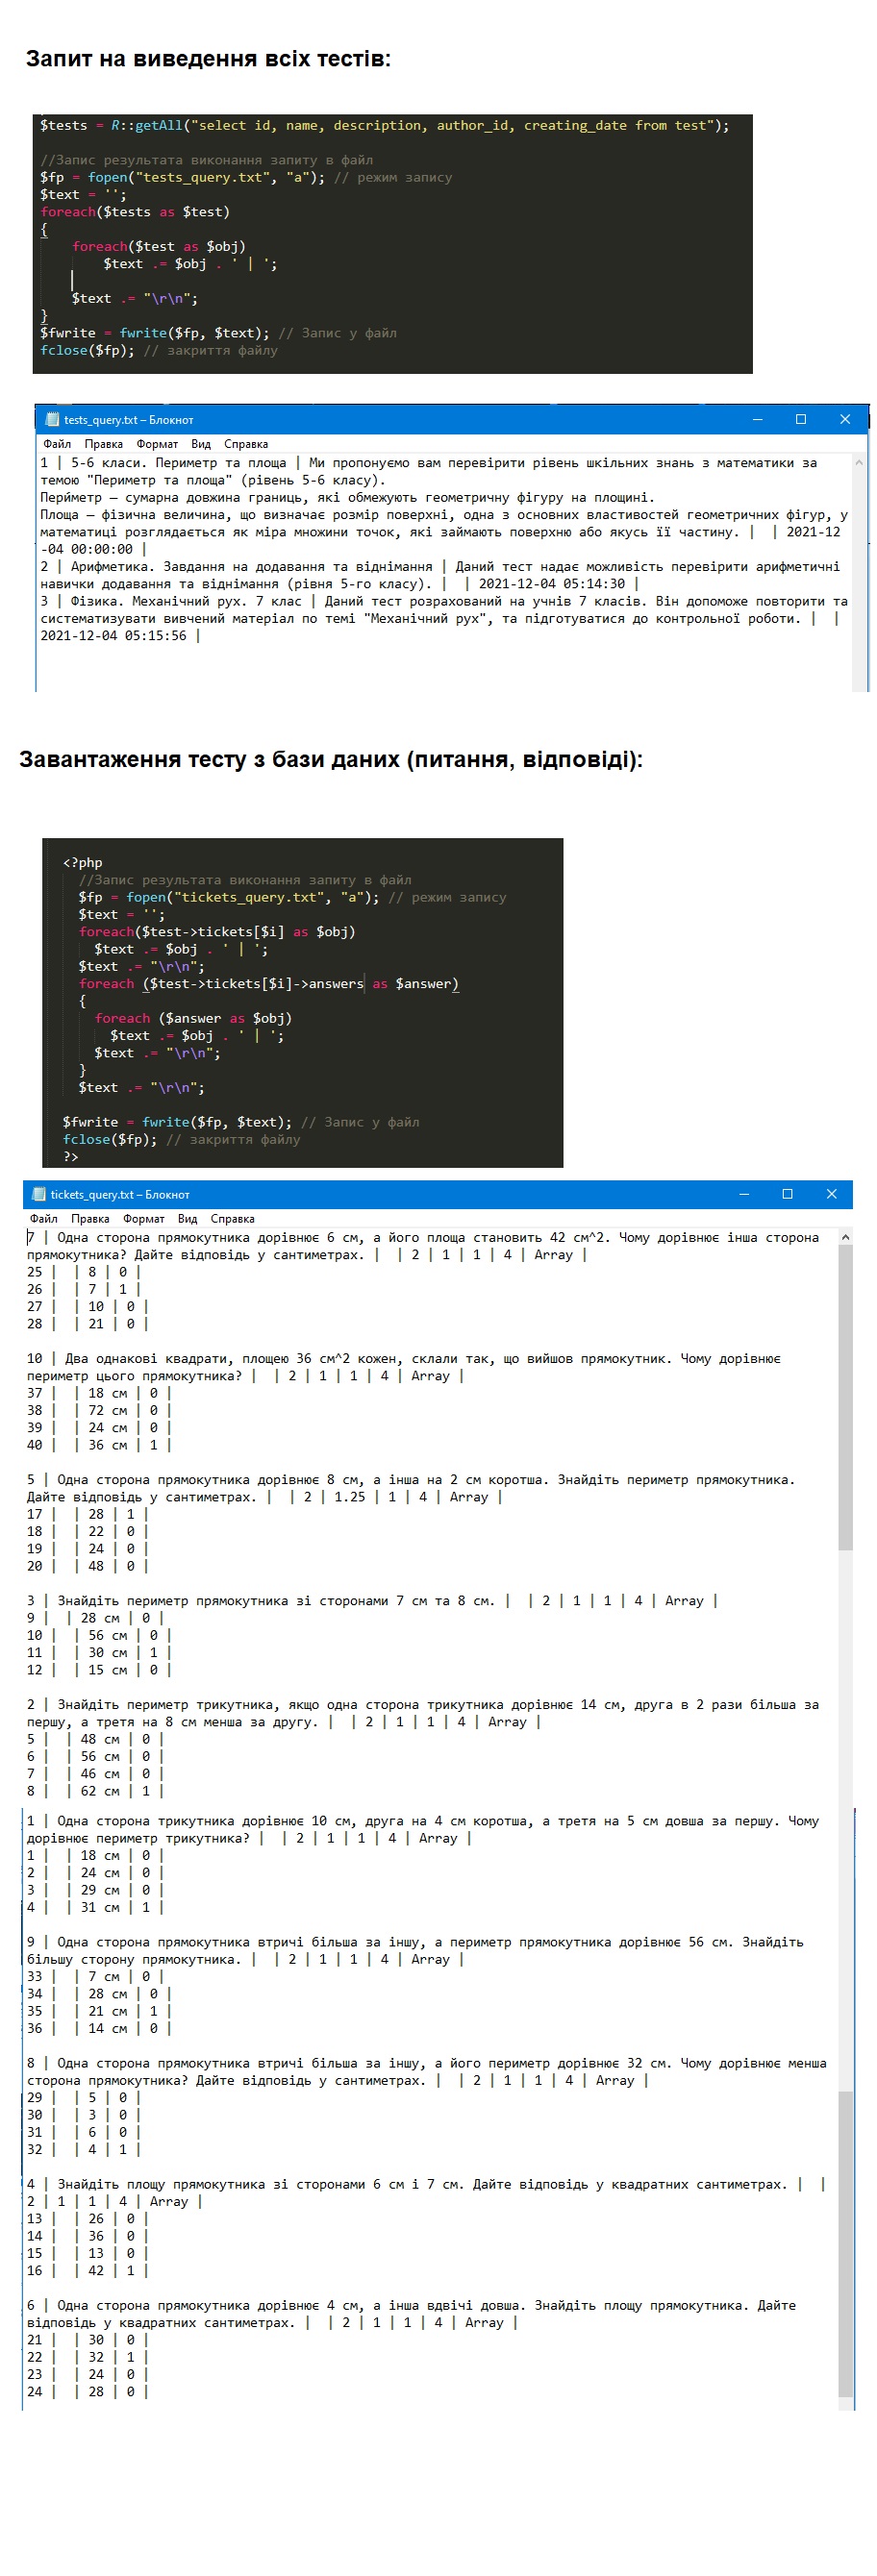 Запит на виведення всіх тестів:
$tests = R::getAll("select id, name, description, author_id, creating_date from test");
//Запис результата виконання запиту в файл
$fp = fopen("tests_query.txt", "a"); // режим запису
$text = '';
foreach($tests as $test)
{
foreach($test as $obj)
$text .= $obj . ' | ';
$text .= "\r\n";
}
$fwrite = fwrite($fp, $text); // Запис у файл
fclose($fp); // закриття файлу
tests_query.txt – Блокнот
Файл Правка Формат Вид Справка
1 | 5-6 класи. Периметр та площа | Ми пропонуємо вам перевірити рівень шкільних знань з математики за
темою "Периметр та площа" (рівень 5-6 класу).
Пери́метр — сумарна довжина границь, які обмежують геометричну фігуру на площині.
Площа — фізична величина, що визначає розмір поверхні, одна з основних властивостей геометричних фігур, у
математиці розглядається як міра множини точок, які займають поверхню або якусь її частину. | | 2021-12
-04 00:00:00 |
2 | Арифметика. Завдання на додавання та віднімання | Даний тест надає можливість перевірити арифметичні
навички додавання та віднімання (рівня 5-го класу). | | 2021-12-04 05:14:30 |
3 | Фізика. Механічний рух. 7 клас | Даний тест розрахований на учнів 7 класів. Він допоможе повторити та
систематизувати вивчений матеріал по темі "Механічний рух", та підготуватися до контрольної роботи. | |
2021-12-04 05:15:56 |
Завантаження тесту з бази даних (питання, відповіді):
<?php
//Запис результата виконання запиту в файл
$fp = fopen("tickets_query.txt", "a"); // режим запису
$text = '';
foreach($test->tickets[$i] as $obj)
$text .= $obj . ' | ';
$text .= "\r\n";
foreach ($test->tickets[$i]->answers as $answer)
{
foreach ($answer as $obj)
$text .= $obj . ' | ';
$text .= "\r\n";
}
$text .= "\r\n";
$fwrite = fwrite($fp, $text); // Запис у файл
fclose($fp); // закриття файлу
?>
tickets_query.txt – Блокнот
Файл Правка Формат Вид Справка
7 | Одна сторона прямокутника дорівнює 6 см, а його площа становить 42 см^2. Чому дорівнює інша сторона
прямокутника? Дайте відповідь у сантиметрах. | | 2 | 1 | 1 | 4 | Array |
25 | | 8 | 0 |
26 | | 7 | 1 |
27 | | 10 | 0 |
28 | | 21 | 0 |
10 | Два однакові квадрати, площею 36 см^2 кожен, склали так, що вийшов прямокутник. Чому дорівнює
периметр цього прямокутника? | | 2 | 1 | 1 | 4 | Array |
37 | | 18 см | 0 |
38 | | 72 см | 0 |
39 | | 24 см | 0 |
40 | | 36 см | 1 |
5 | Одна сторона прямокутника дорівнює 8 см, а інша на 2 см коротша. Знайдіть периметр прямокутника.
Дайте відповідь у сантиметрах. | | 2 | 1.25 | 1 | 4 | Array |
17 | | 28 | 1 |
18 | | 22 | 0 |
19 | | 24 | 0 |
20 | | 48 | 0 |
3 | Знайдіть периметр прямокутника зі сторонами 7 см та 8 см. | | 2 | 1 | 1 | 4 | Array |
9 | | 28 см | 0 |
10 | | 56 см | 0 |
11 | | 30 см | 1 |
12 | | 15 см | 0 |
2 | Знайдіть периметр трикутника, якщо одна сторона трикутника дорівнює 14 см, друга в 2 рази більша за
першу, а третя на 8 см менша за другу. | | 2 | 1 | 1 | 4 | Array |
5 | | 48 см | 0 |
6 | | 56 см | 0 |
7 | | 46 см | 0 |
8 | | 62 см | 1 |
1 | Одна сторона трикутника дорівнює 10 см, друга на 4 см коротша, а третя на 5 см довша за першу. Чому
дорівнює периметр трикутника? | | 2 | 1 | 1 | 4 | Array |
1 | | 18 см | 0 |
2 | | 24 см | 0 |
3 | | 29 см | 0 |
4 | | 31 см | 1 |
9 | Одна сторона прямокутника втричі більша за іншу, а периметр прямокутника дорівнює 56 см. Знайдіть
більшу сторону прямокутника. | | 2 | 1 | 1 | 4 | Array |
33 | | 7 см | 0 |
34 | | 28 см | 0 |
35 | | 21 см | 1 |
36 | | 14 см | 0 |
8 | Одна сторона прямокутника втричі більша за іншу, а його периметр дорівнює 32 см. Чому дорівнює менша
сторона прямокутника? Дайте відповідь у сантиметрах. | | 2 | 1 | 1 | 4 | Array |
29 | | 5 | 0 |
30 | | 3 | 0 |
31 | | 6 | 0 |
32 | | 4 | 1 |
4 | Знайдіть площу прямокутника зі сторонами 6 см і 7 см. Дайте відповідь у квадратних сантиметрах. | |
2 | 1 | 1 | 4 | Array |
13 | | 26 | 0 |
14 | | 36 | 0 |
15 | | 13 | 0 |
16 | | 42 | 1 |
6 | Одна сторона прямокутника дорівнює 4 см, а інша вдвічі довша. Знайдіть площу прямокутника. Дайте
відповідь у квадратних сантиметрах. | | 2 | 1 | 1 | 4 | Array |
21 | | 30 | 0 |
22 | | 32 | 1 |
23 | | 24 | 0 |
24 | | 28 | 0 |